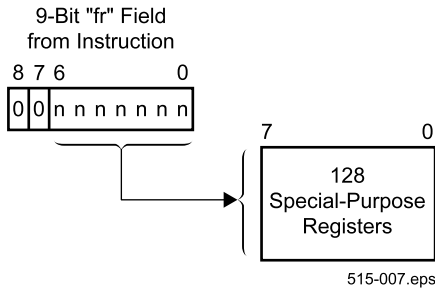 9-Bit "fr" Field
from Instruction
8 7 6 0
0 0 n n n n n n n
7 0
128
Special-Purpose
Registers
515-007.eps